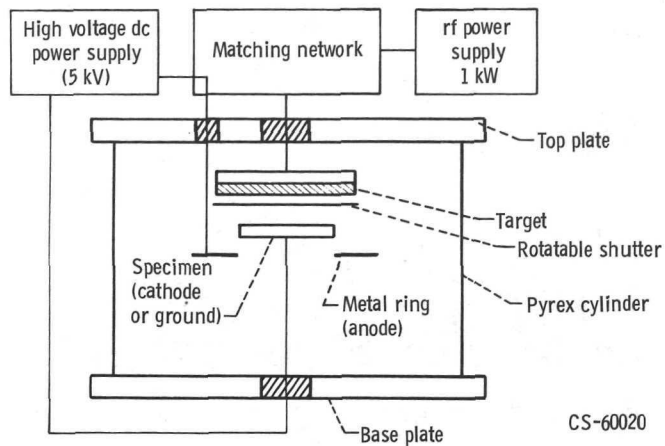 High voltage dc
power supply
(5 kV)
Matching network
rf power
supply
1 kW
Top plate
Target
Rotatable shutter
Specimen
(cathode
or ground)
Metal ring
(anode)
Pyrex cylinder
Base plate
CS-60020